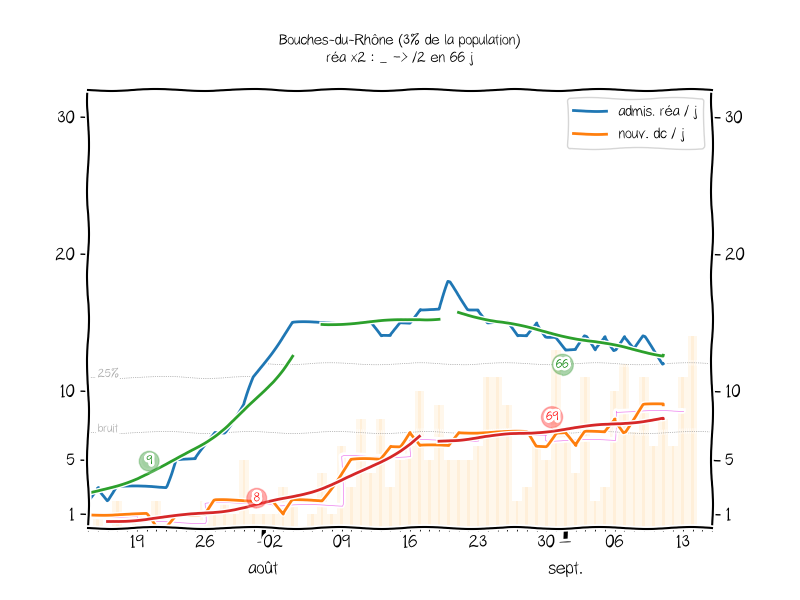 Bouches-du-Rhône (3% de la population)
réa x2 : _ -> /2 en 66 j
admis. réa / j
nouv. dc / j
30 30
20 20
25%
66
10 10
69
bruit
9
5 5
8
1 1
19 26 02 09 16 23 30 06 13
août sept.